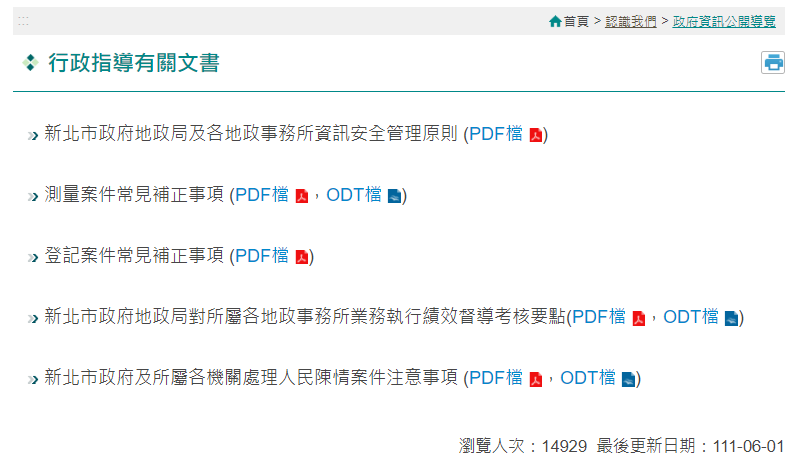 :::
首頁 > 認識我們 > 政府資訊公開導覽
行政指導有關文書
新北市政府地政局及各地政事務所資訊安全管理原則 (PDF檔)
測量案件常見補正事項 (PDF檔，ODT檔)
登記案件常見補正事項 (PDF檔)
新北市政府地政局對所屬各地政事務所業務執行績效督導考核要點(PDF檔，ODT檔)
新北市政府及所屬各機關處理人民陳情案件注意事項 (PDF檔，ODT檔)
瀏覽人次：14929 最後更新日期：111-06-01